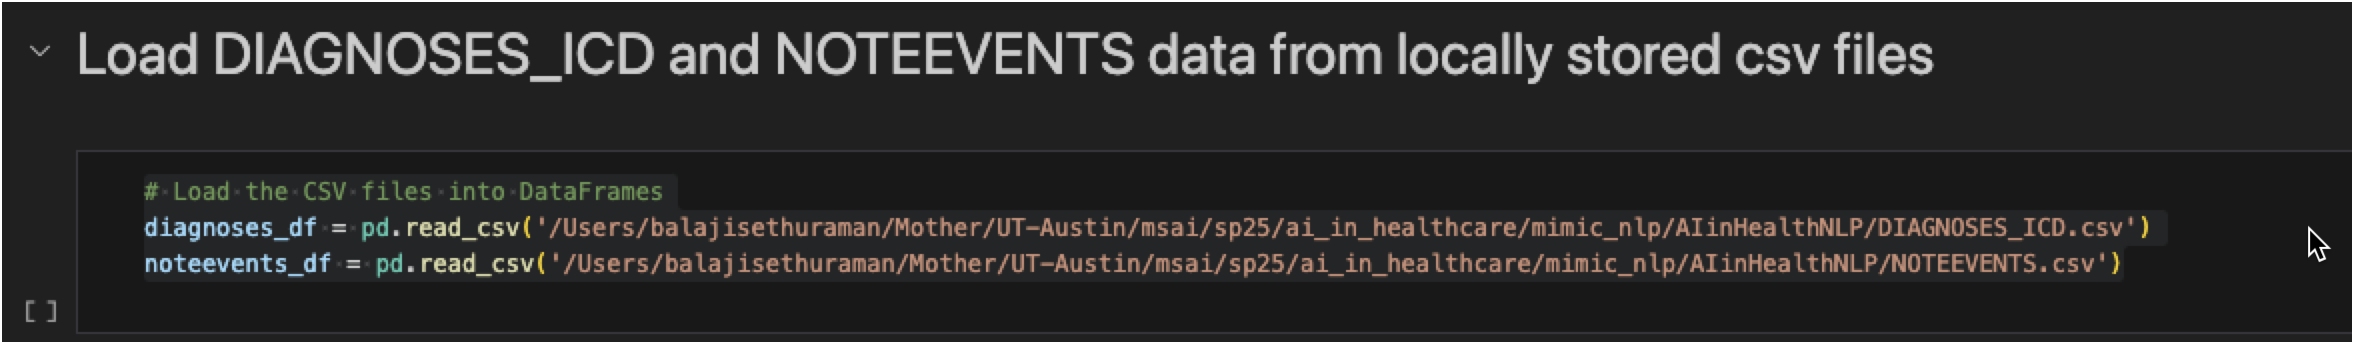 Load DIAGNOSES_ICD and NOTEEVENTS data from locally stored csv files
# Load the CSV files into DataFrames
diagnoses_df = pd.read_csv('/Users/balajisethuraman/Mother/UT-Austin/msai/sp25/ai_in_healthcare/mimic_nlp/AIinHealthNLP/DIAGNOSES_ICD.csv')
noteevents_df = pd.read_csv('/Users/balajisethuraman/Mother/UT-Austin/msai/sp25/ai_in_healthcare/mimic_nlp/AIinHealthNLP/NOTEEVENTS.csv')
[ ]